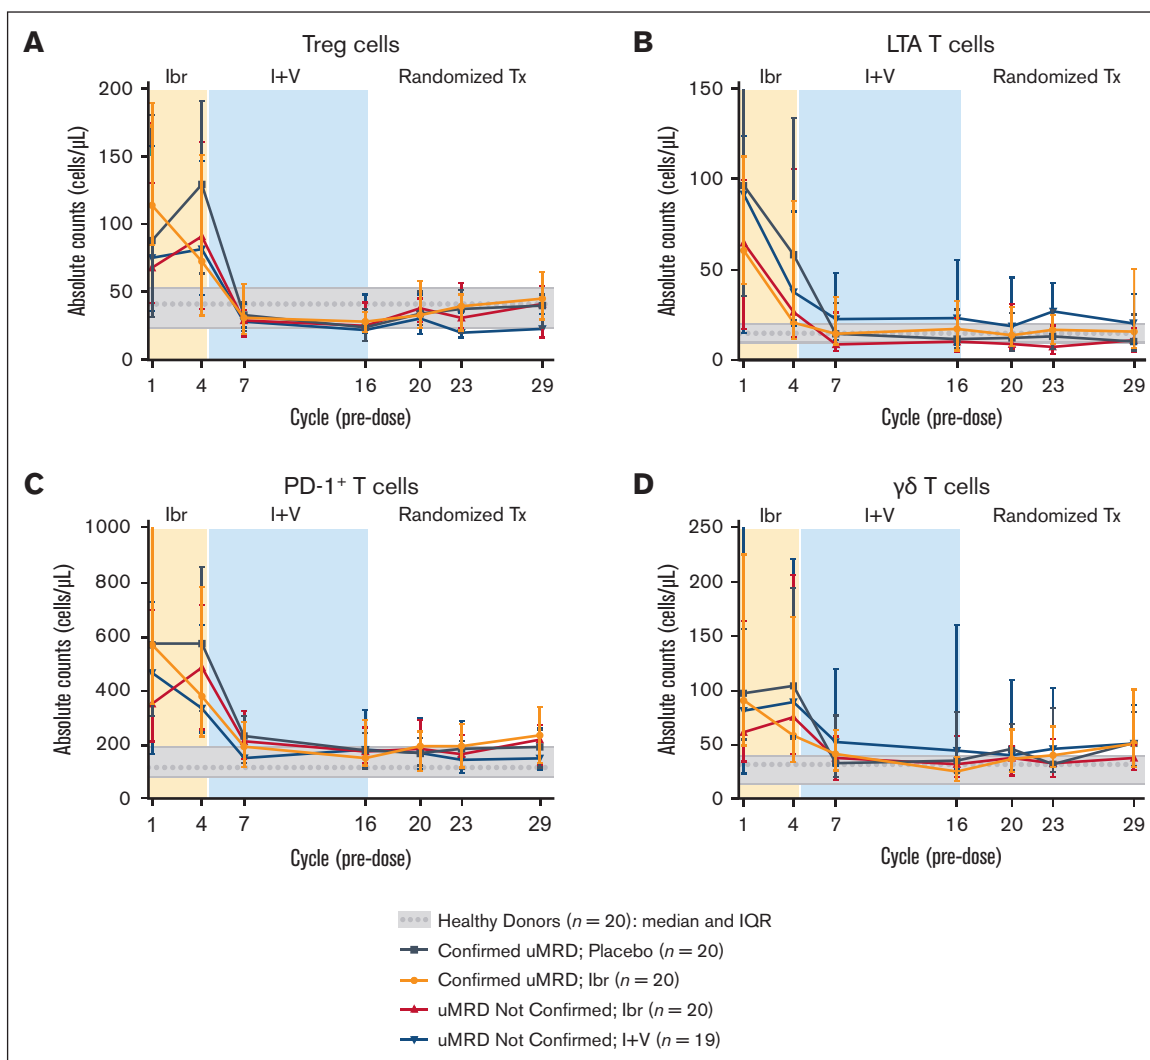 A
Treg cells
Ibr I+V Randomized Tx
Absolute counts (cells/μL)
200
150
100
50
0
1 4 7 16 20 23 29
Cycle (pre-dose)
B
LTA T cells
Ibr I+V Randomized Tx
Absolute counts (cells/μL)
150
100
50
0
1 4 7 16 20 23 29
Cycle (pre-dose)
C
PD-1⁺ T cells
Ibr I+V Randomized Tx
Absolute counts (cells/μL)
1000
800
600
400
200
0
1 4 7 16 20 23 29
Cycle (pre-dose)
D
γδ T cells
Ibr I+V Randomized Tx
Absolute counts (cells/μL)
250
200
150
100
50
0
1 4 7 16 20 23 29
Cycle (pre-dose)
Healthy Donors (n = 20): median and IQR
Confirmed uMRD; Placebo (n = 20)
Confirmed uMRD; Ibr (n = 20)
uMRD Not Confirmed; Ibr (n = 20)
uMRD Not Confirmed; I+V (n = 19)